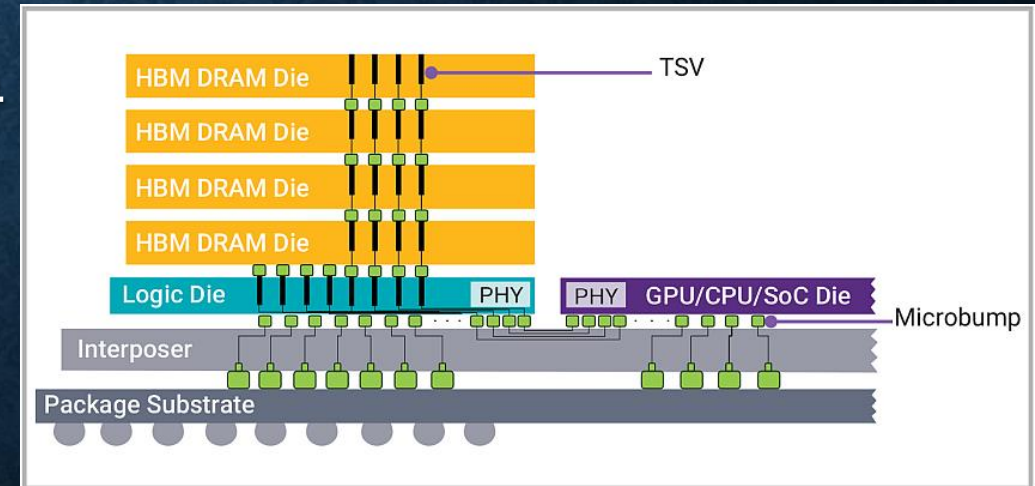 HBM DRAM Die
TSV
HBM DRAM Die
HBM DRAM Die
HBM DRAM Die
Logic Die
PHY
PHY
GPU/CPU/SoC Die
Microbump
Interposer
Package Substrate